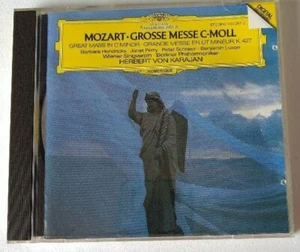 DIGITAL
MOZART · GROSSE MESSE C-MOLL
GREAT MASS IN C MINOR · GRANDE MESSE EN UT MINEUR, K. 427
Barbara Hendricks · Janet Perry · Peter Schreier · Benjamin Luxon
Wiener Singverein · Berliner Philharmoniker
HERBERT VON KARAJAN